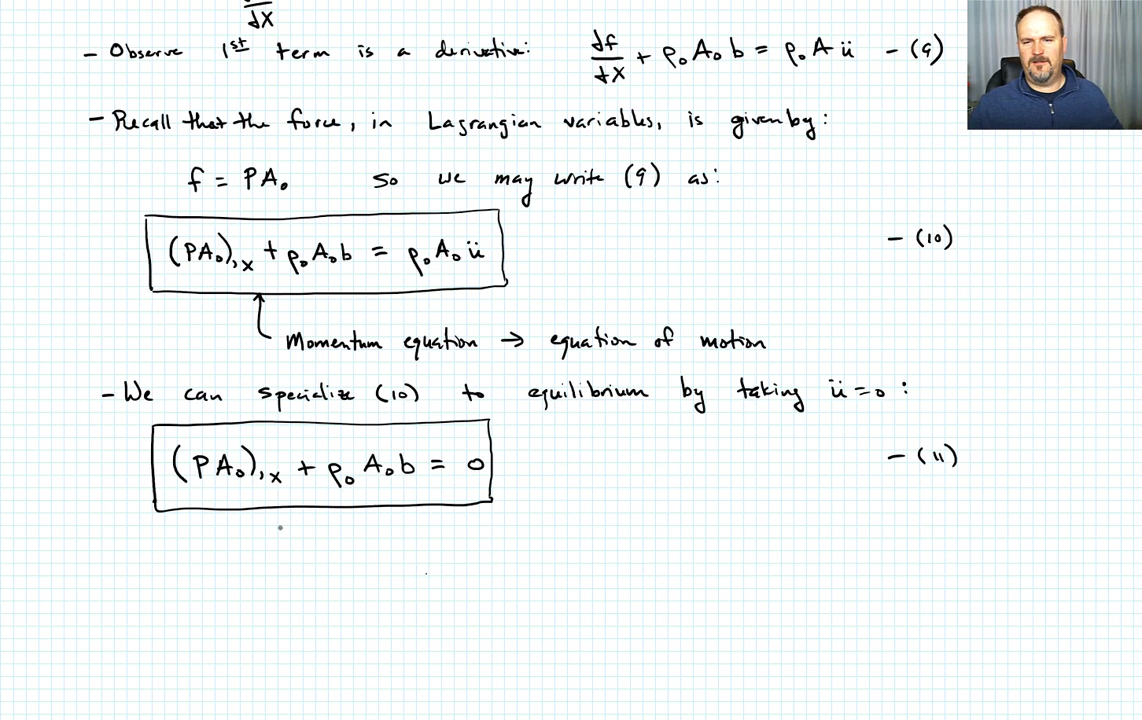 dX
- Observe 1st term is a derivative: df/dX + ρ₀A₀b = ρ₀A ü - (9)
- Recall that the force, in Lagrangian variables, is given by:
f = PA₀ so we may write (9) as:
(PA₀),x + ρ₀A₀b = ρ₀A₀ü - (10)
Momentum equation → equation of motion
- We can specialize (10) to equilibrium by taking ü=0:
(PA₀),x + ρ₀A₀b = 0 - (11)